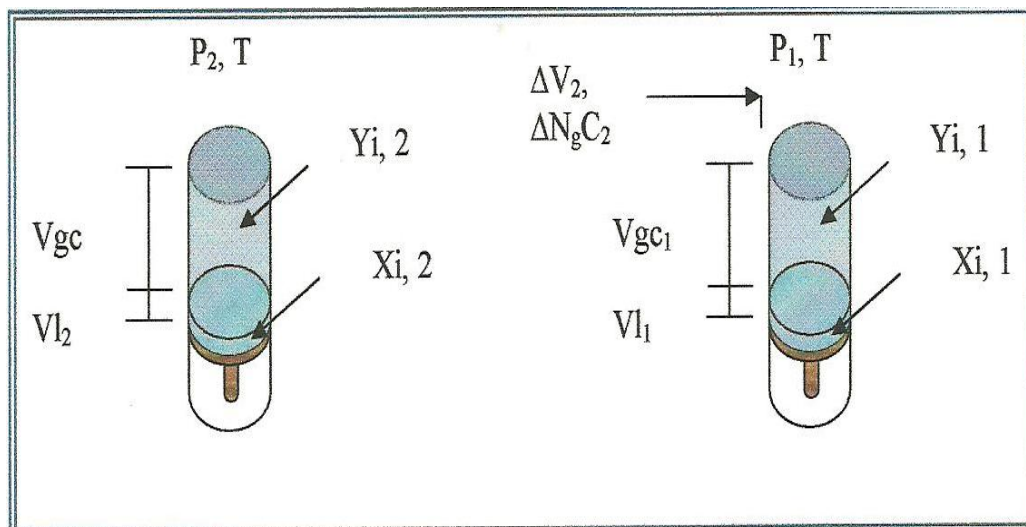 P₂, T
Yi, 2
Vgc
Xi, 2
Vl₂
P₁, T
ΔV₂,
ΔNgC₂
Yi, 1
Vgc₁
Xi, 1
Vl₁